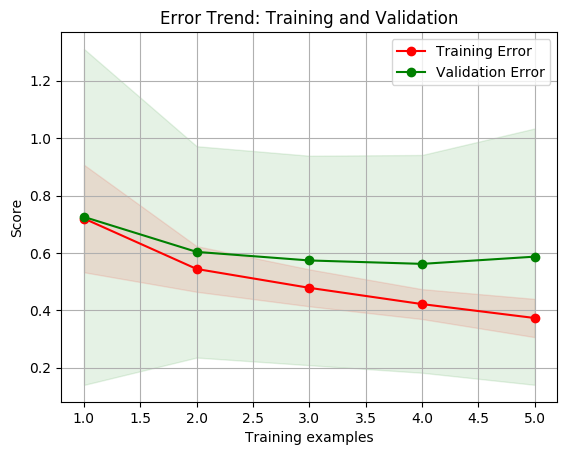 Error Trend: Training and Validation
Training Error
Validation Error
Score
1.2
1.0
0.8
0.6
0.4
0.2
1.0 1.5 2.0 2.5 3.0 3.5 4.0 4.5 5.0
Training examples